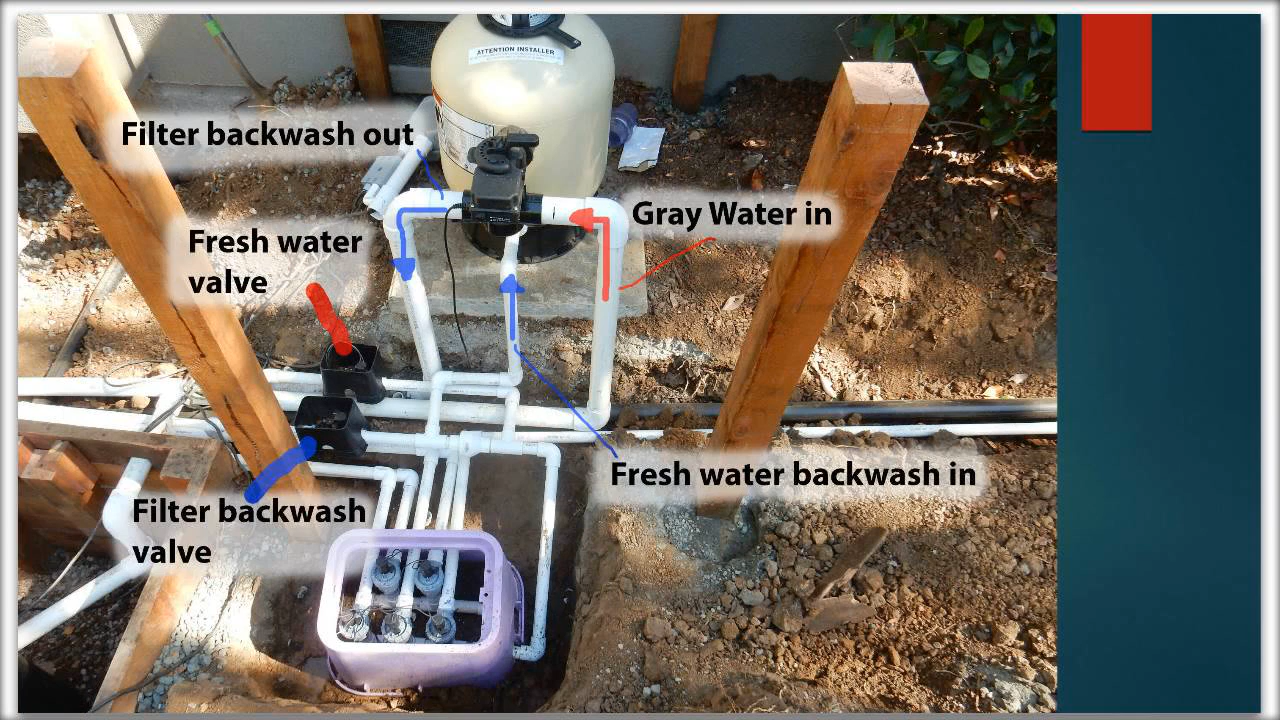 ATTENTION INSTALLER
Filter backwash out
Gray Water in
Fresh water
valve
Fresh water backwash in
Filter backwash
valve